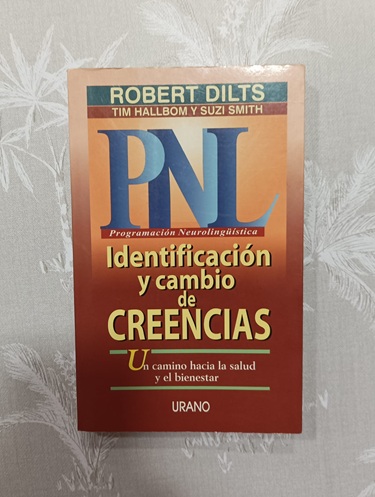 ROBERT DILTS
TIM HALLBOM Y SUZI SMITH
PNL
Programación Neurolingüística
Identificación
y cambio
de
CREENCIAS
Un camino hacia la salud
y el bienestar
URANO